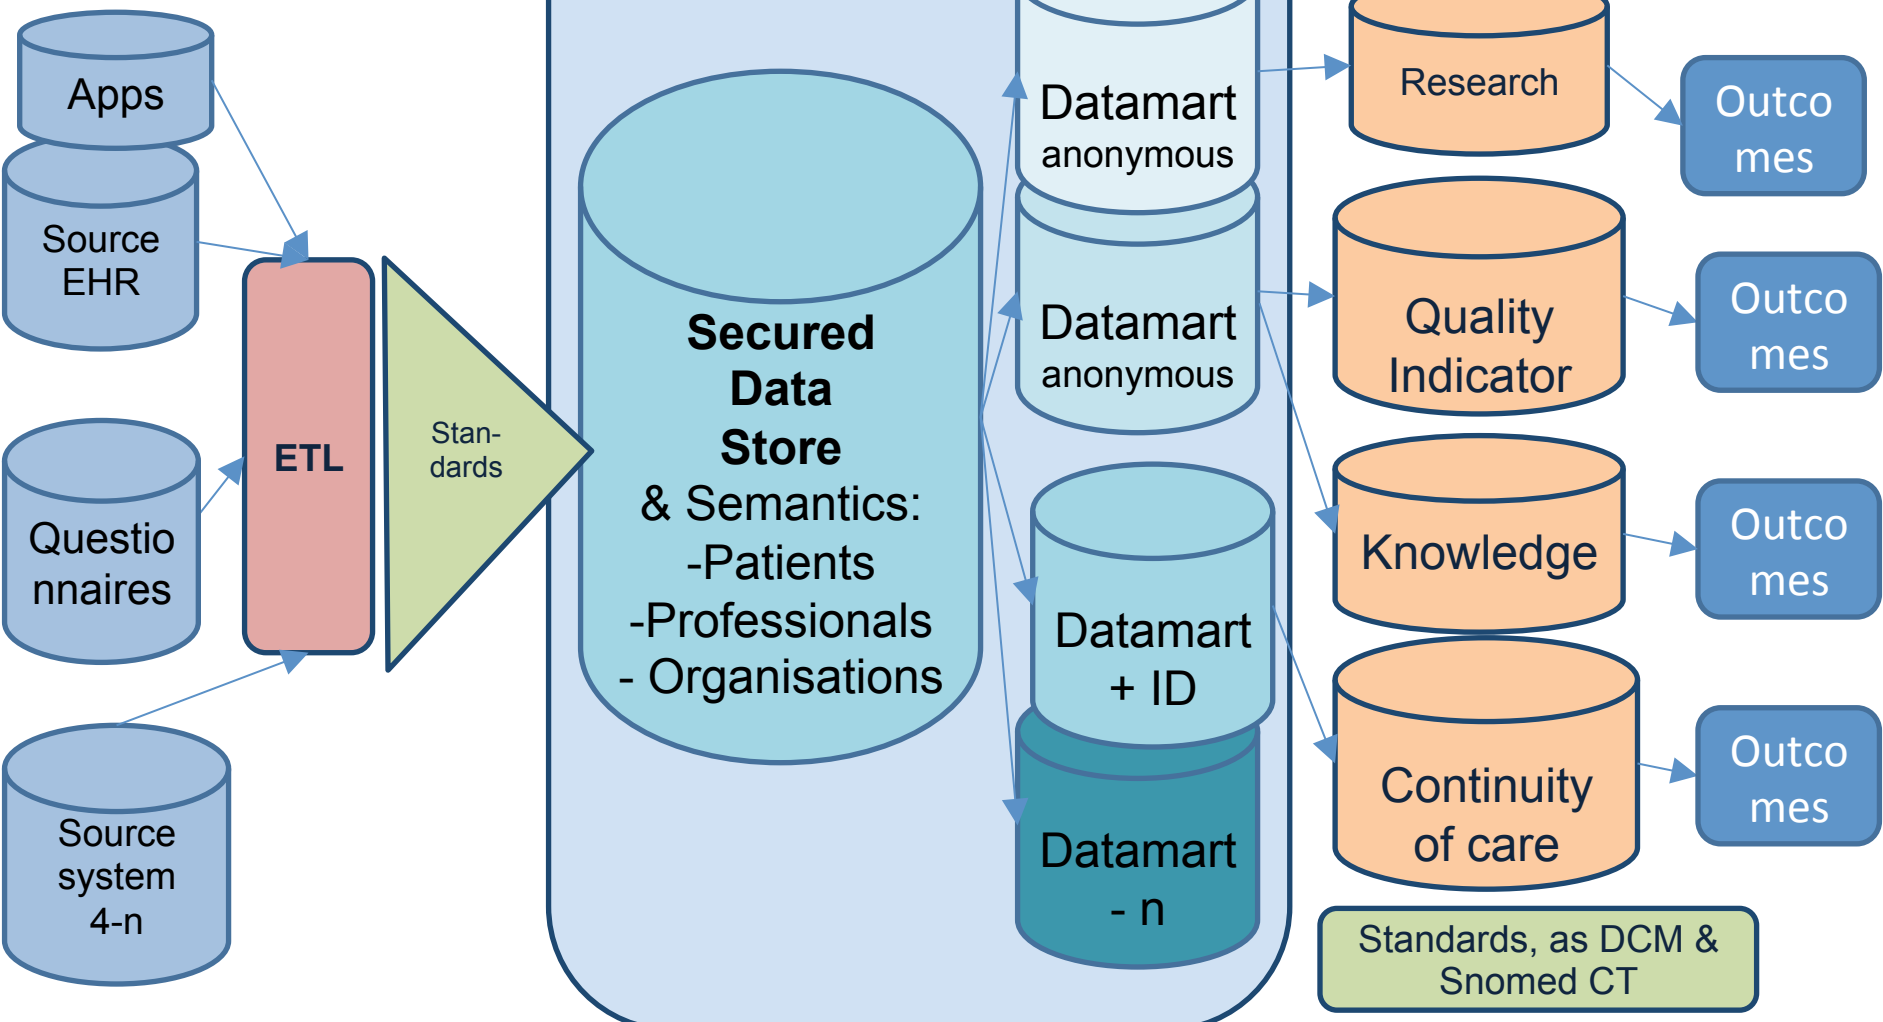 Apps
Source
EHR
Questio
nnaires
Source
system
4-n
ETL
Stan-
dards
Secured
Data
Store
& Semantics:
-Patients
-Professionals
- Organisations
Datamart
anonymous
Datamart
anonymous
Datamart
+ ID
Datamart
- n
Research
Quality
Indicator
Knowledge
Continuity
of care
Outco
mes
Outco
mes
Outco
mes
Outco
mes
Standards, as DCM &
Snomed CT